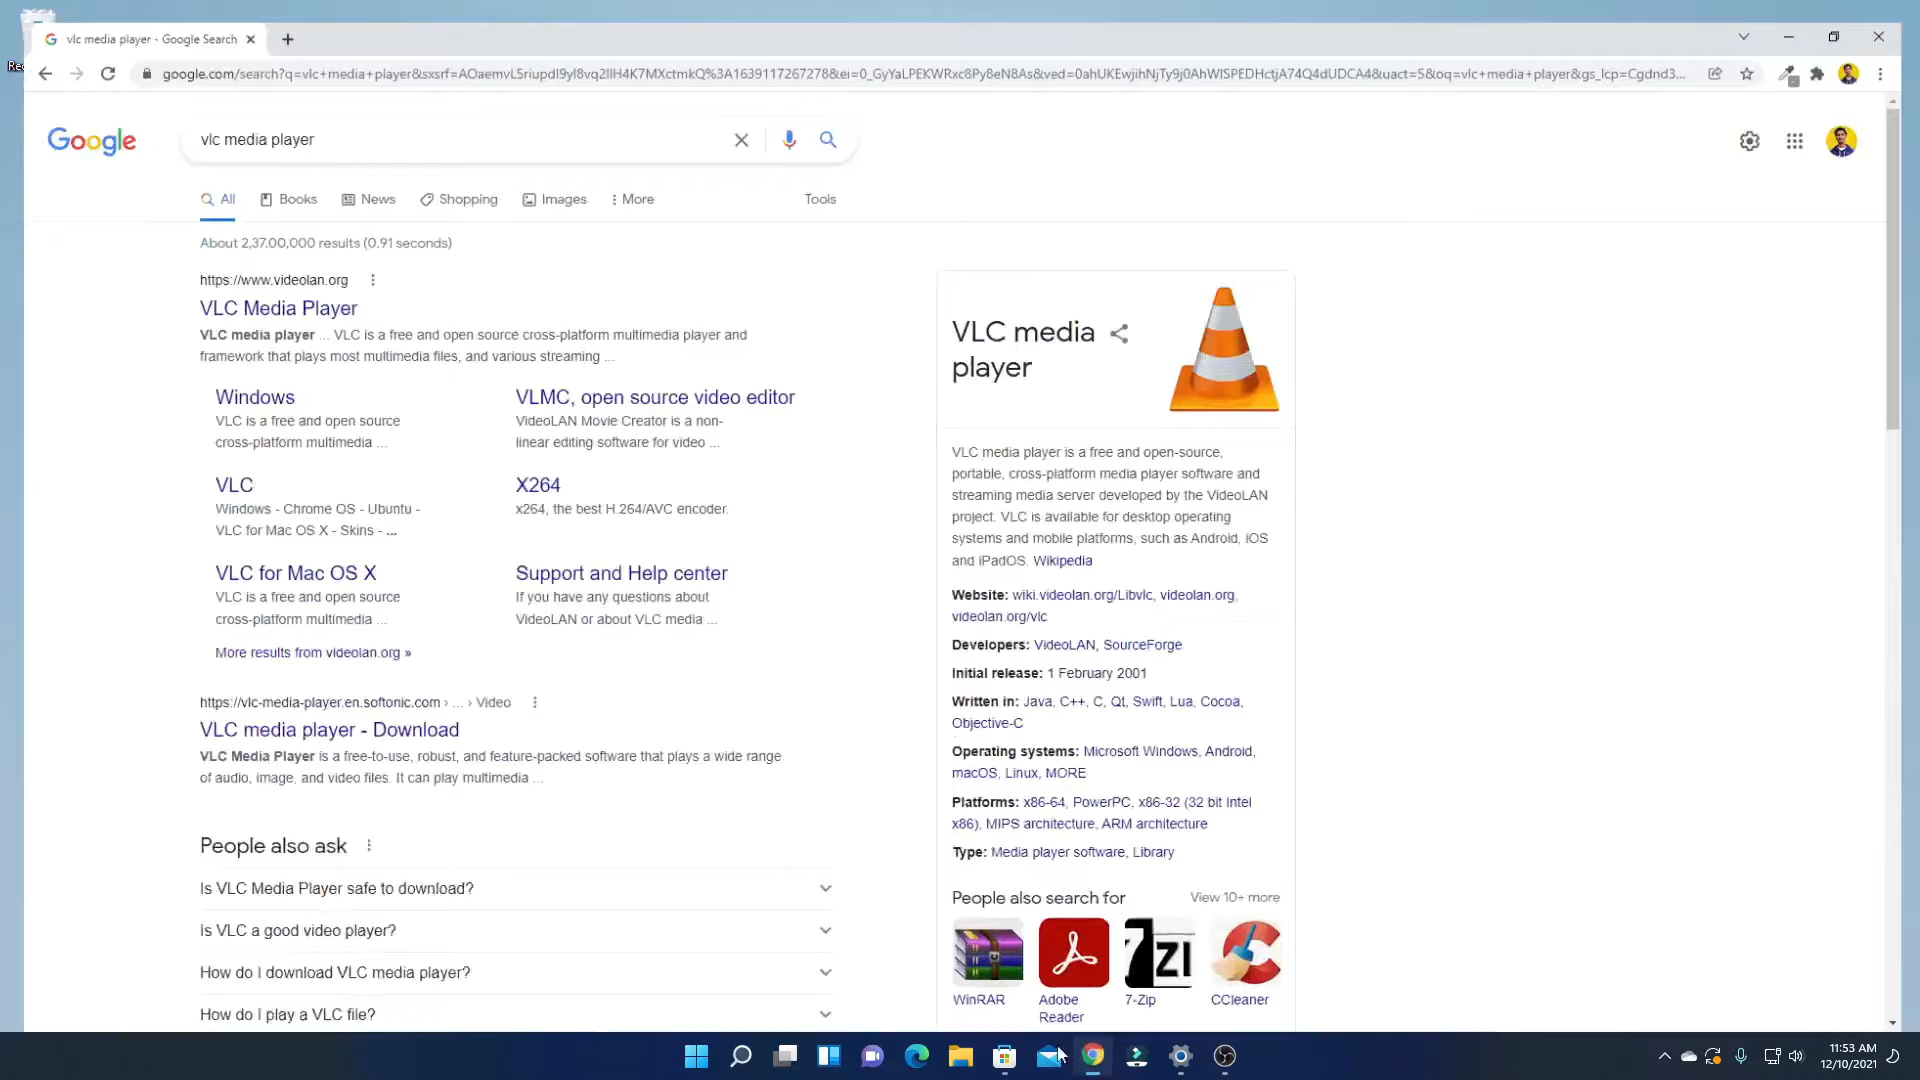 vlc media player - Google Search
google.com/search?q=vlc+media+player&sxsrf=AOaemvL5riupdI9yl8vq2IlH4K7MXctmkQ%3A1639117267278&ei=0_GyYaLPEKWRxc8Py8eN8As&ved=0ahUKEwjihNjTy9j0AhWlSPEDHctjA74Q4dUDCA4&uact=5&oq=vlc+media+player&gs_lcp=Cgdnd3...
Google
vlc media player
All
Books
News
Shopping
Images
More
Tools
About 2,37,00,000 results (0.91 seconds)
https://www.videolan.org
VLC Media Player
VLC media player ... VLC is a free and open source cross-platform multimedia player and
framework that plays most multimedia files, and various streaming ...
Windows
VLC is a free and open source
cross-platform multimedia ...
VLMC, open source video editor
VideoLAN Movie Creator is a non-
linear editing software for video ...
VLC
Windows - Chrome OS - Ubuntu -
VLC for Mac OS X - Skins - ...
X264
x264, the best H.264/AVC encoder.
VLC for Mac OS X
VLC is a free and open source
cross-platform multimedia ...
Support and Help center
If you have any questions about
VideoLAN or about VLC media ...
More results from videolan.org »
https://vlc-media-player.en.softonic.com › ... › Video
VLC media player - Download
VLC Media Player is a free-to-use, robust, and feature-packed software that plays a wide range
of audio, image, and video files. It can play multimedia ...
People also ask
Is VLC Media Player safe to download?
Is VLC a good video player?
How do I download VLC media player?
How do I play a VLC file?
VLC media
player
VLC media player is a free and open-source,
portable, cross-platform media player software and
streaming media server developed by the VideoLAN
project. VLC is available for desktop operating
systems and mobile platforms, such as Android, iOS
and iPadOS. Wikipedia
Website: wiki.videolan.org/Libvlc, videolan.org,
videolan.org/vlc
Developers: VideoLAN, SourceForge
Initial release: 1 February 2001
Written in: Java, C++, C, Qt, Swift, Lua, Cocoa,
Objective-C
Operating systems: Microsoft Windows, Android,
macOS, Linux, MORE
Platforms: x86-64, PowerPC, x86-32 (32 bit Intel
x86), MIPS architecture, ARM architecture
Type: Media player software, Library
People also search for
View 10+ more
7ZI
WinRAR
Adobe
Reader
7-Zip
CCleaner
11:53 AM
12/10/2021